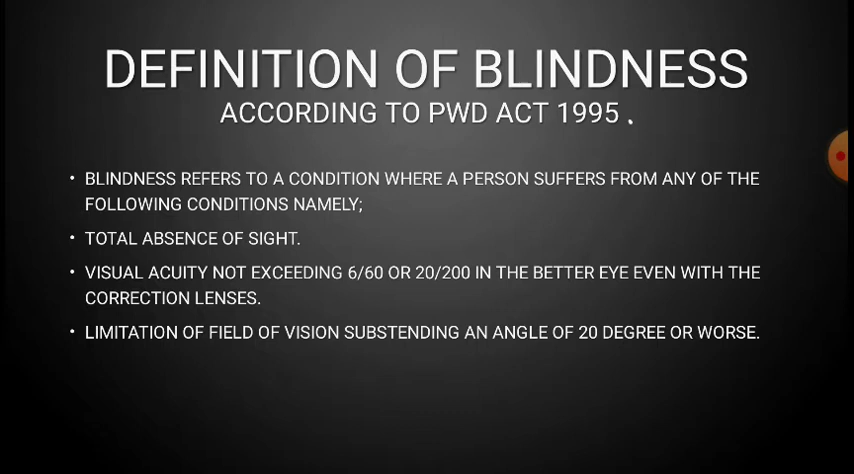 DEFINITION OF BLINDNESS
ACCORDING TO PWD ACT 1995 .
• BLINDNESS REFERS TO A CONDITION WHERE A PERSON SUFFERS FROM ANY OF THE
FOLLOWING CONDITIONS NAMELY;
• TOTAL ABSENCE OF SIGHT.
• VISUAL ACUITY NOT EXCEEDING 6/60 OR 20/200 IN THE BETTER EYE EVEN WITH THE
CORRECTION LENSES.
• LIMITATION OF FIELD OF VISION SUBSTENDING AN ANGLE OF 20 DEGREE OR WORSE.